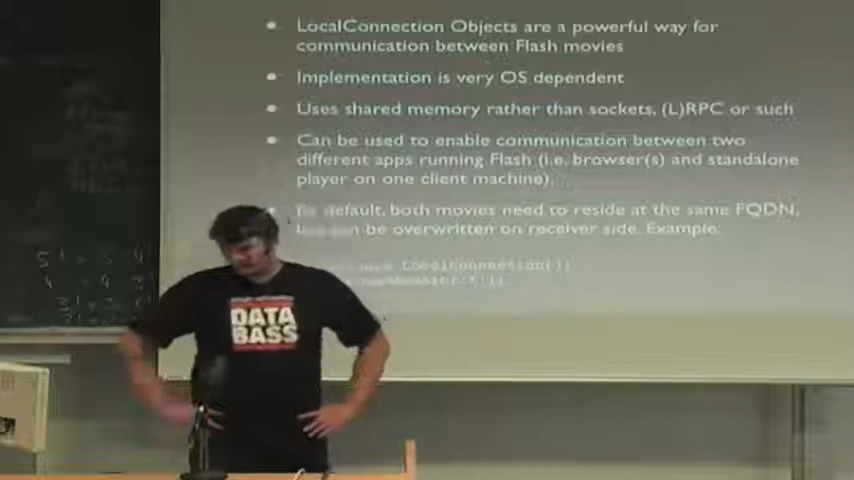 LocalConnection Objects are a powerful way for
communication between Flash movies
Implementation is very OS dependent
Uses shared memory rather than sockets, (L)RPC or such
Can be used to enable communication between two
different apps running Flash (i.e. browser(s) and standalone
player on one client machine).
default, both movies need to reside at the same FQDN,
be overwritten on receiver side. Example:
LocalConnection();
DATA
BASS